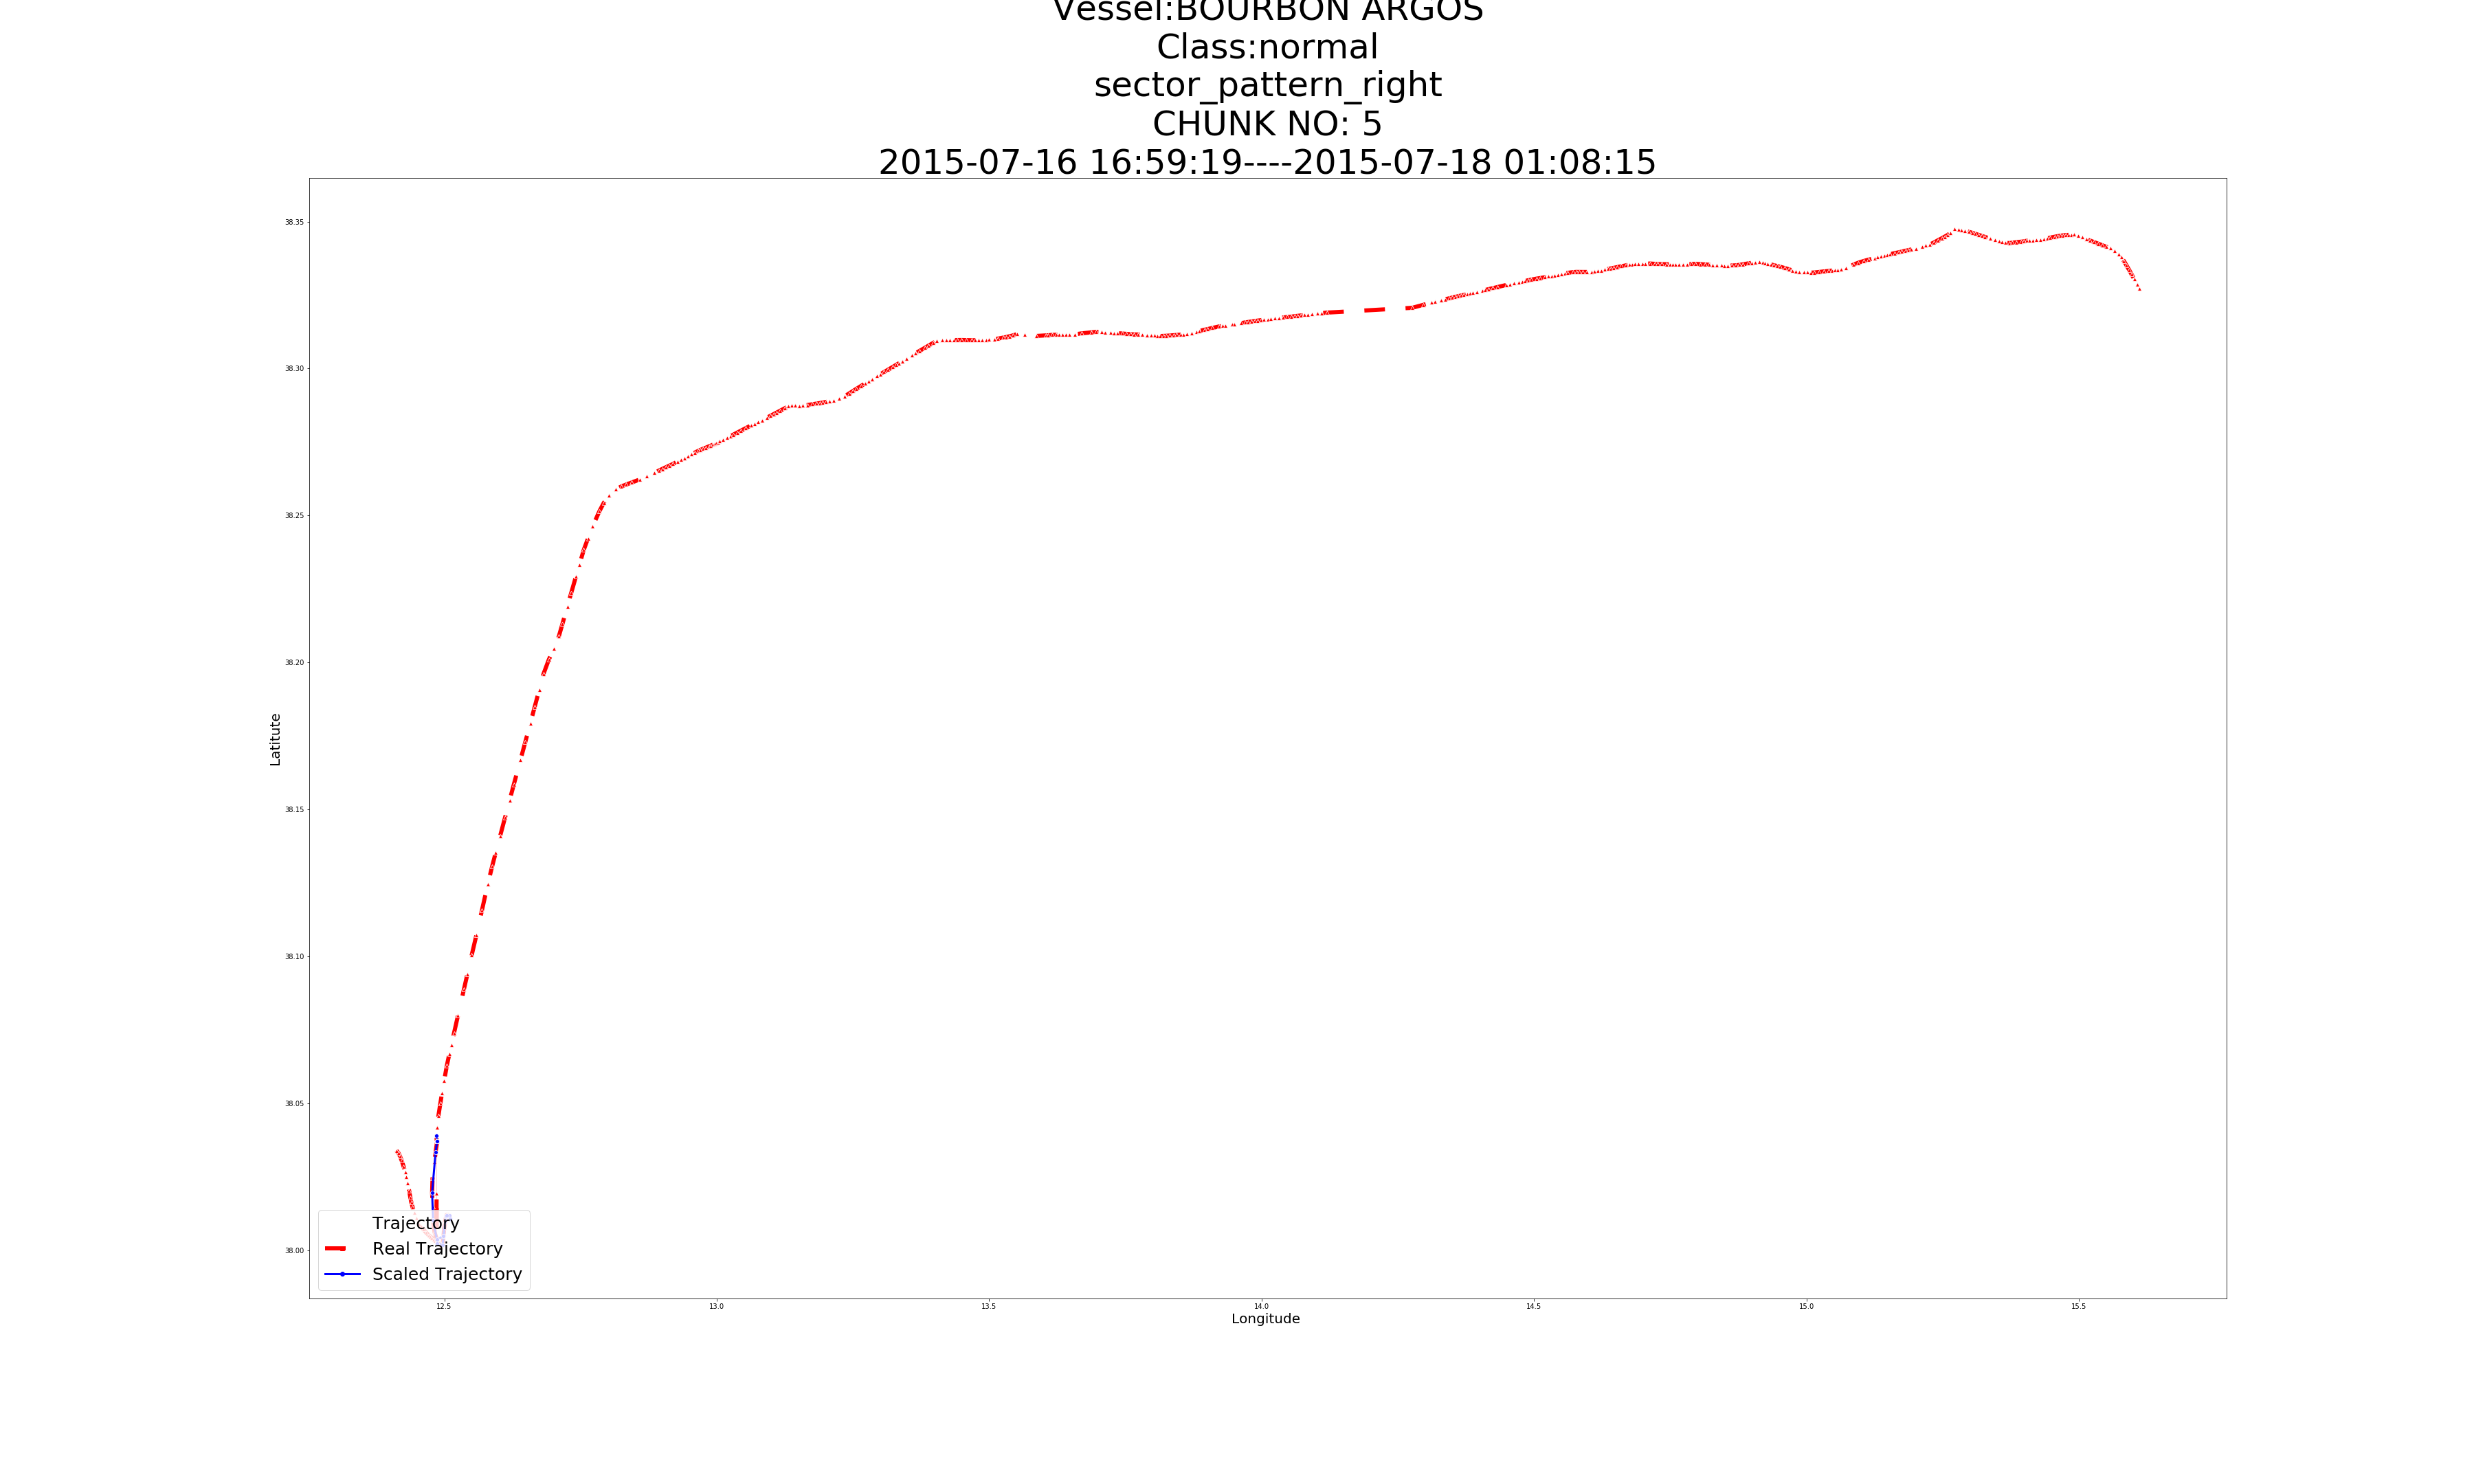 Vessel:BOURBON ARGOS
Class:normal
sector_pattern_right
CHUNK NO: 5
2015-07-16 16:59:19----2015-07-18 01:08:15
38.35
38.30
38.25
38.20
38.15
38.10
38.05
38.00
Latitute
Trajectory
Real Trajectory
Scaled Trajectory
12.5
13.0
13.5
14.0
14.5
15.0
15.5
Longitude